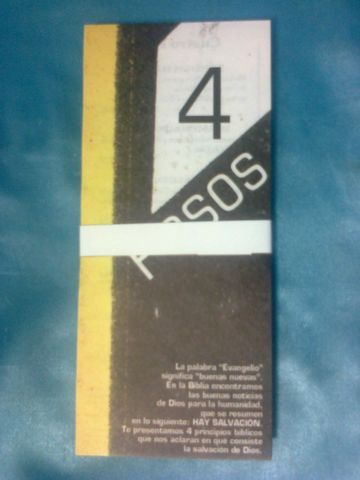 4
PASOS
La palabra "Evangelio"
significa "buenas nuevas".
En la Biblia encontramos
las buenas noticias
de Dios para la humanidad,
que se resumen
en lo siguiente: HAY SALVACIÓN.
Te presentamos 4 principios bíblicos
que nos aclaran en qué consiste
la salvación de Dios.